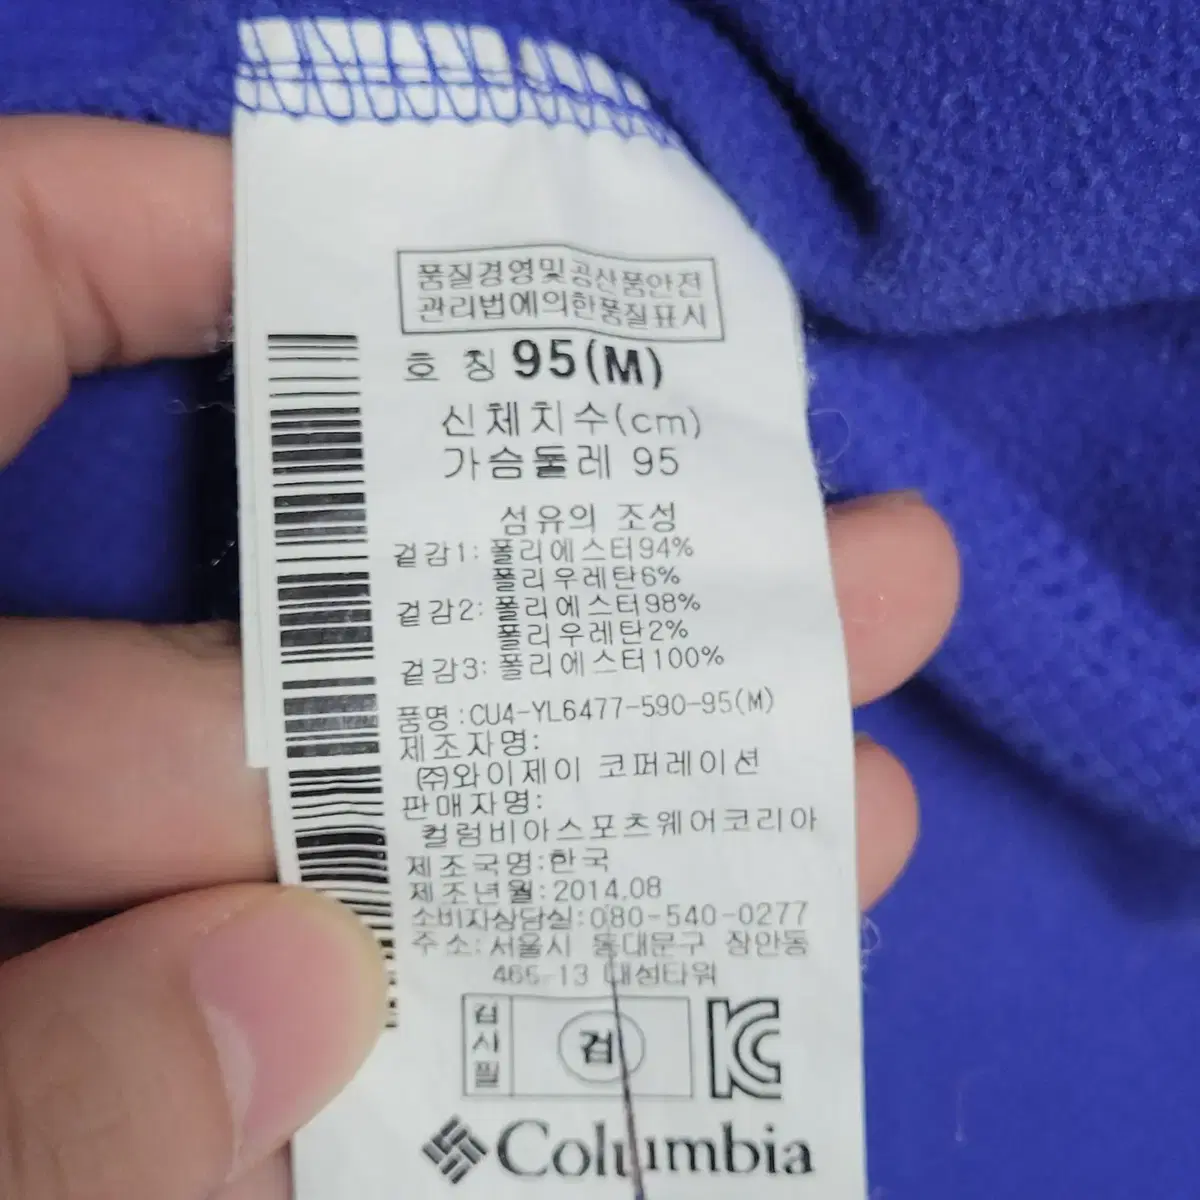 품질경영및공산품안전
관리법에의한품질표시
호 칭 95(M)
신체치수(cm)
가슴둘레 95
섬유의 조성
겉감1: 폴리에스터94%
폴리우레탄6%
겉감2: 폴리에스터98%
폴리우레탄2%
겉감3: 폴리에스터100%
품명:CU4-YL6477-590-95(M)
제조자명:
㈜와이제이 코퍼레이션
판매자명:
컬럼비아스포츠웨어코리아
제조국명:한국
제조년월:2014.08
소비자상담실:080-540-0277
주소:서울시 동대문구 장안동
466-13 대성타워
검사필
검
KC
Columbia